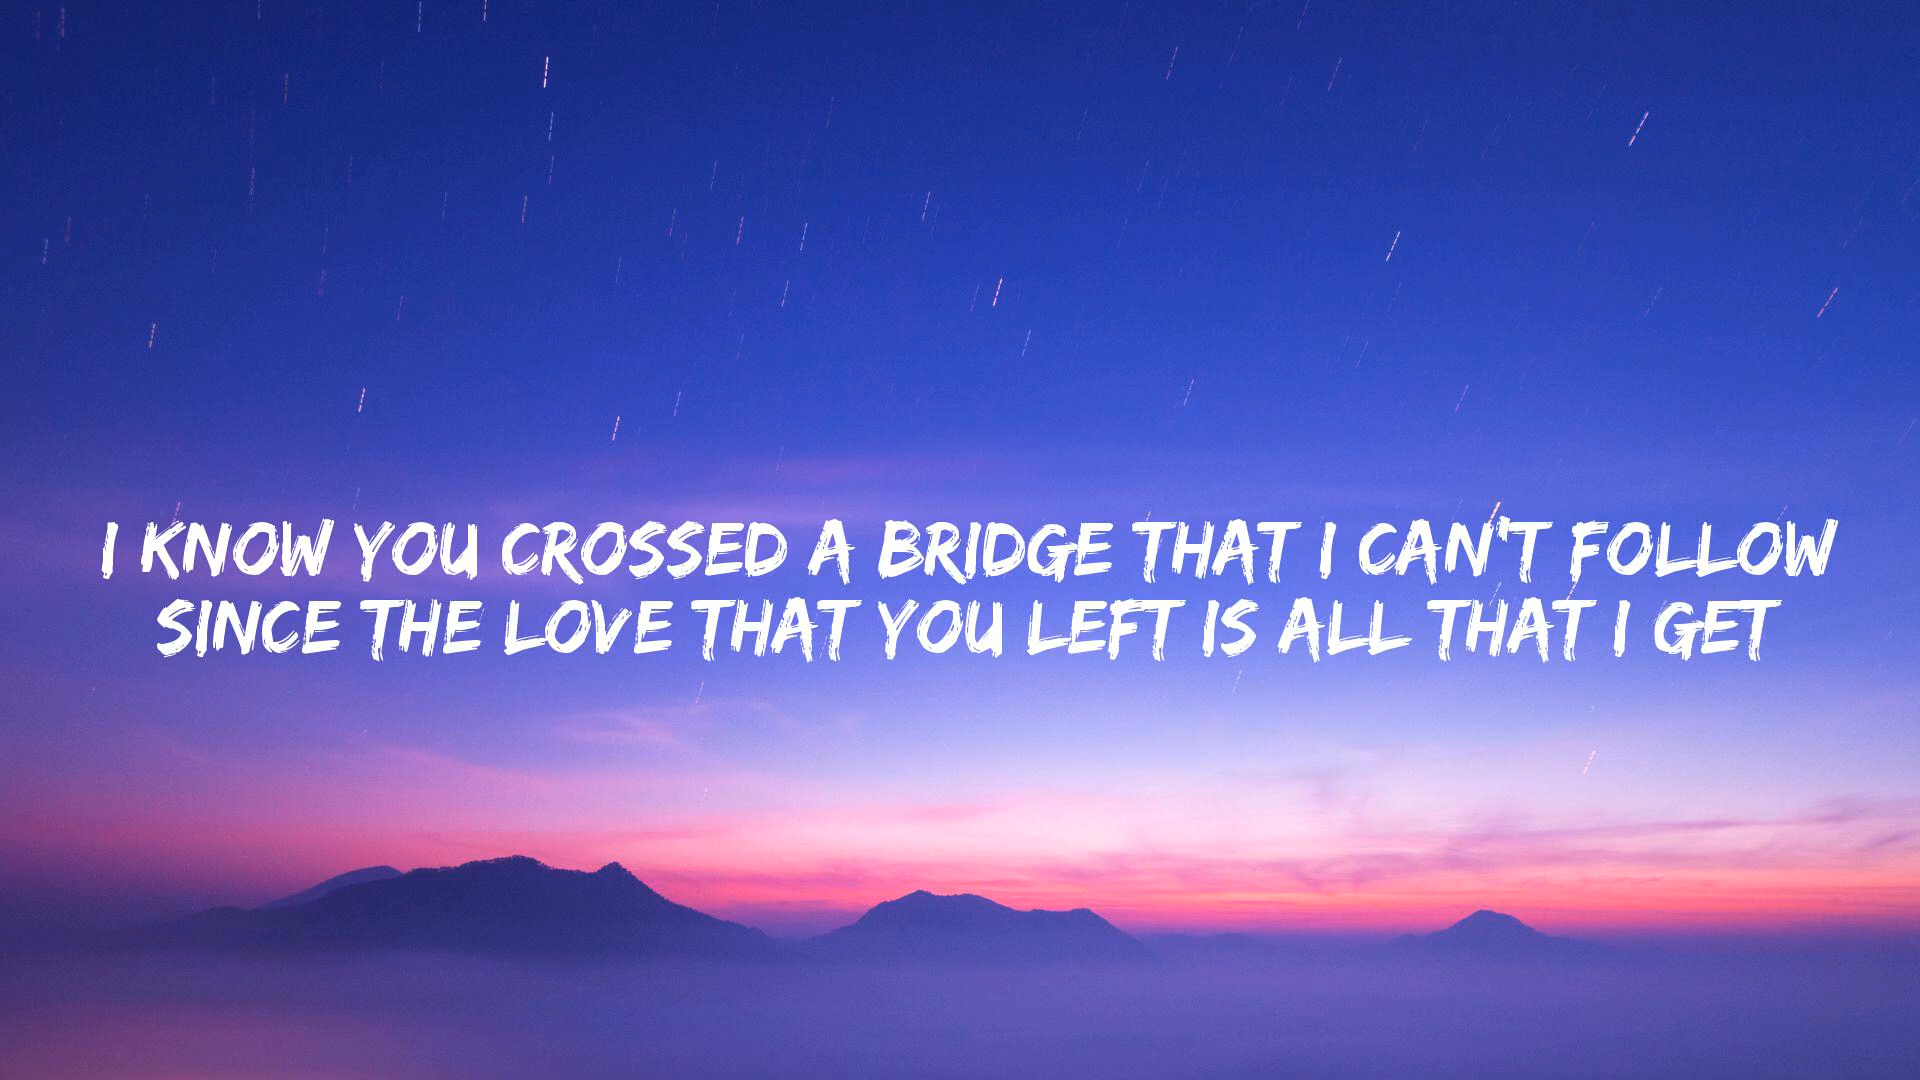 I KNOW YOU CROSSED A BRIDGE THAT I CAN'T FOLLOW
SINCE THE LOVE THAT YOU LEFT IS ALL THAT I GET